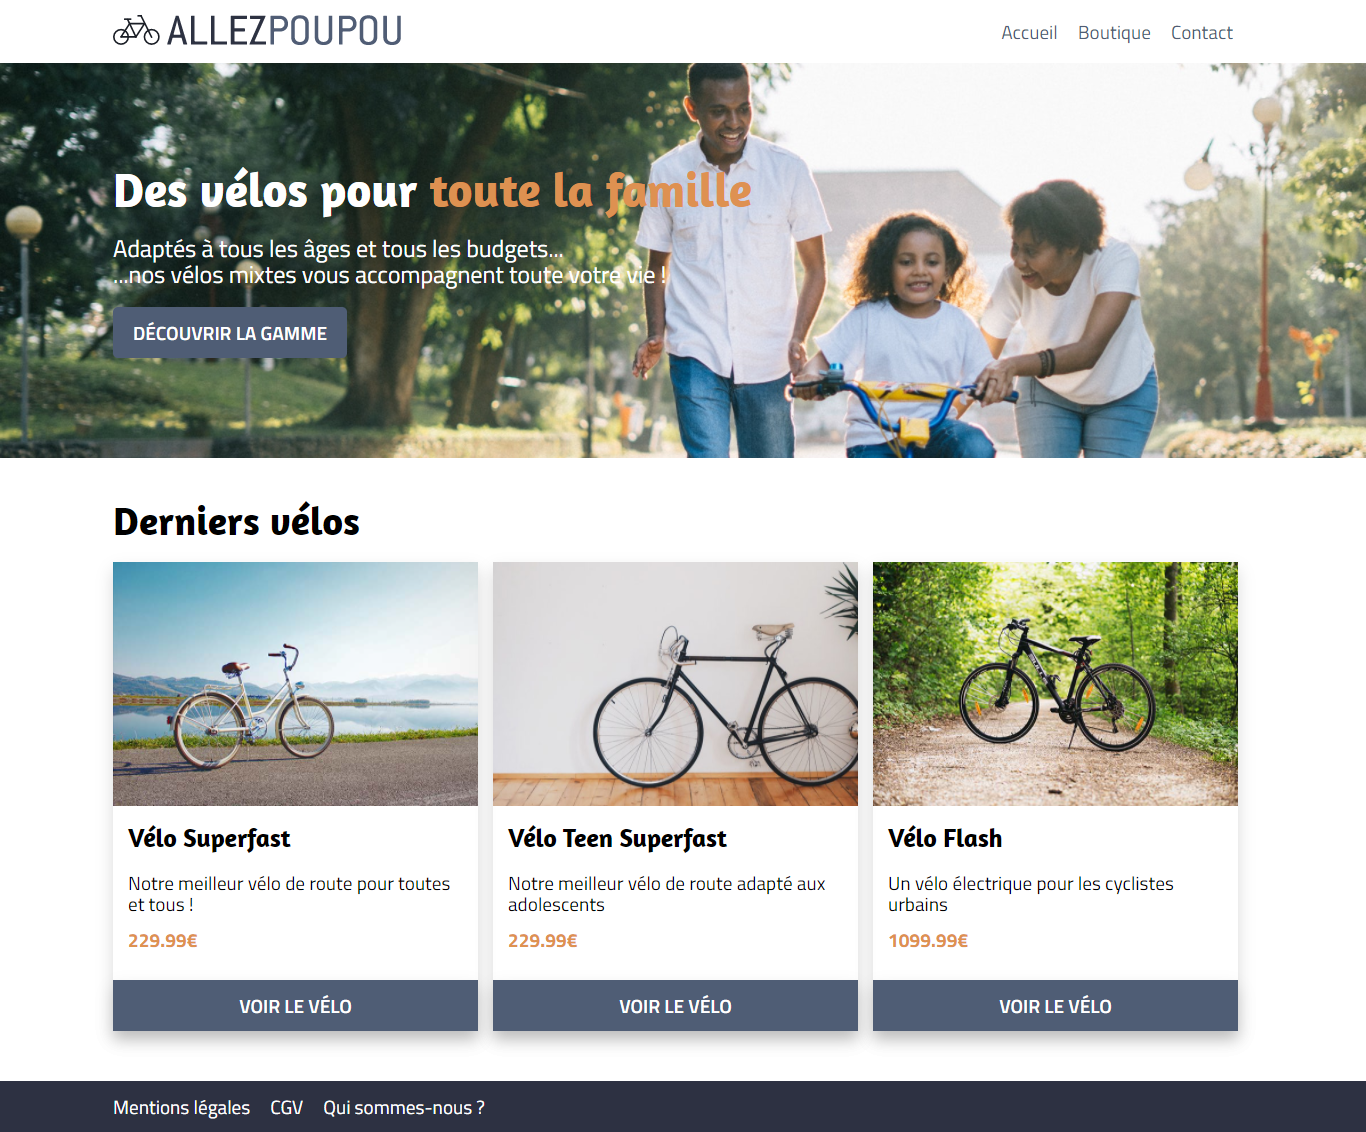 ALLEZPOUPOU
Accueil Boutique Contact
Des vélos pour toute la famille
Adaptés à tous les âges et tous les budgets...
...nos vélos mixtes vous accompagnent toute votre vie !
DÉCOUVRIR LA GAMME
Derniers vélos
Vélo Superfast
Notre meilleur vélo de route pour toutes
et tous !
229.99€
VOIR LE VÉLO
Vélo Teen Superfast
Notre meilleur vélo de route adapté aux
adolescents
229.99€
VOIR LE VÉLO
Vélo Flash
Un vélo électrique pour les cyclistes
urbains
1099.99€
VOIR LE VÉLO
Mentions légales CGV Qui sommes-nous ?